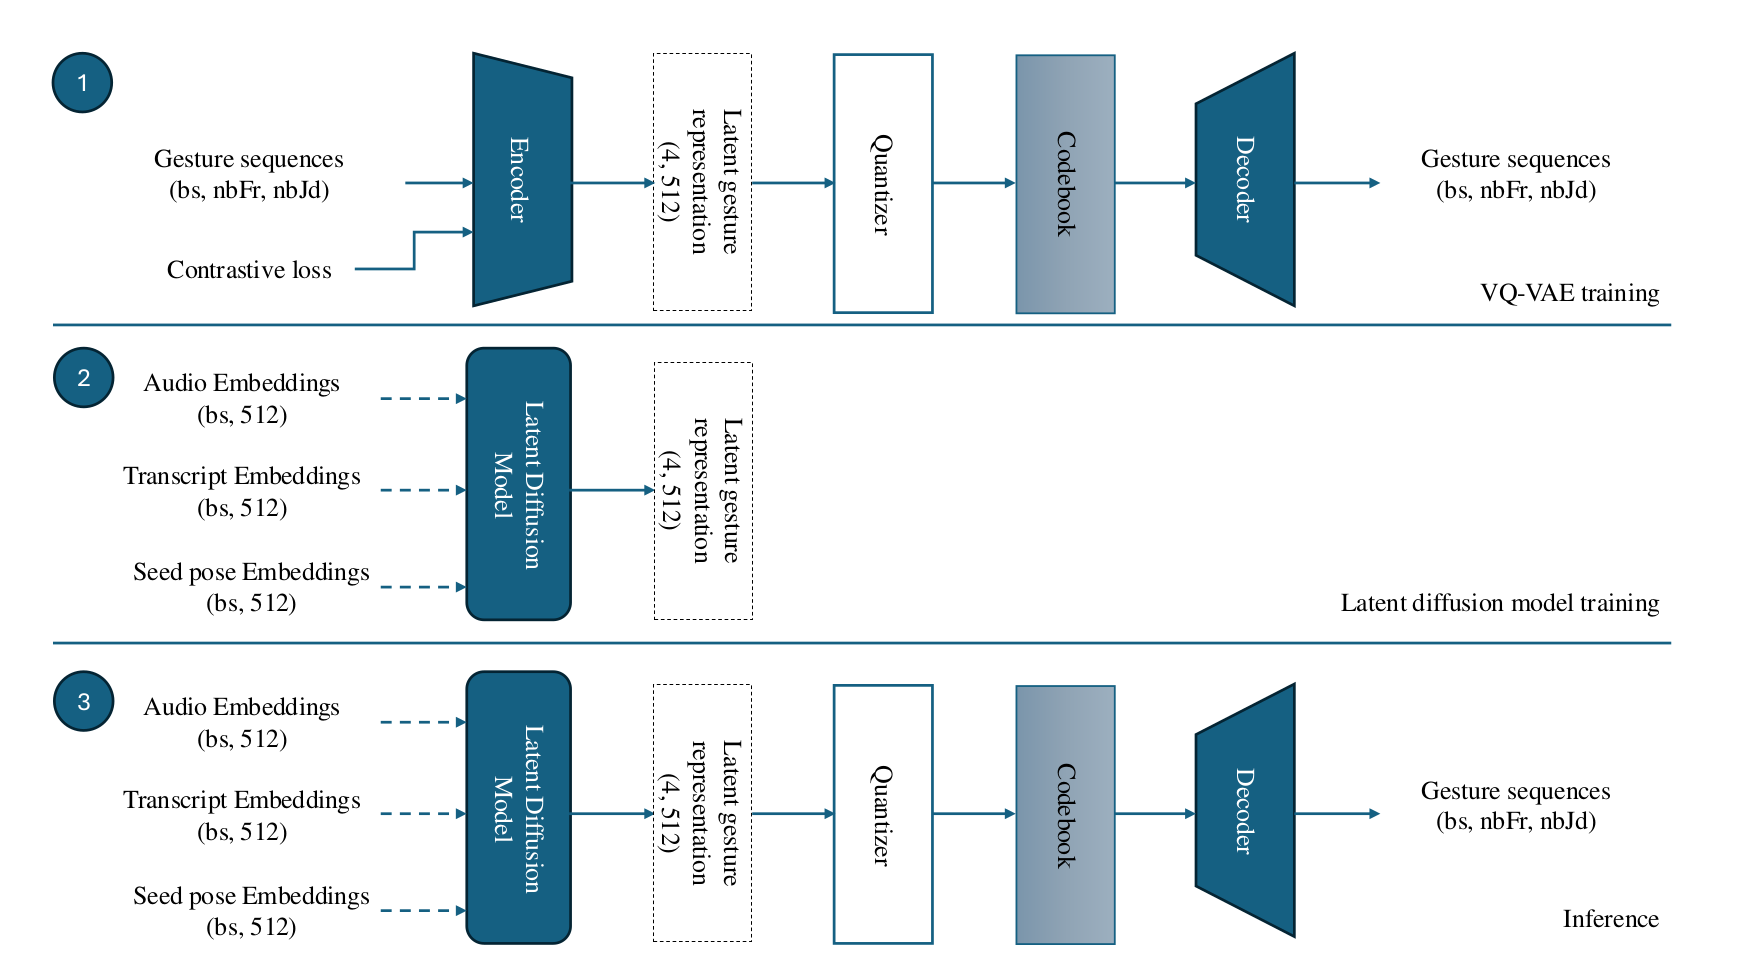 1
Gesture sequences
(bs, nbFr, nbJd)
Contrastive loss
Encoder
Latent gesture
representation
(4, 512)
Quantizer
Codebook
Decoder
Gesture sequences
(bs, nbFr, nbJd)
VQ-VAE training
2
Audio Embeddings
(bs, 512)
Transcript Embeddings
(bs, 512)
Seed pose Embeddings
(bs, 512)
Latent Diffusion
Model
Latent gesture
representation
(4, 512)
Latent diffusion model training
3
Audio Embeddings
(bs, 512)
Transcript Embeddings
(bs, 512)
Seed pose Embeddings
(bs, 512)
Latent Diffusion
Model
Latent gesture
representation
(4, 512)
Quantizer
Codebook
Decoder
Gesture sequences
(bs, nbFr, nbJd)
Inference